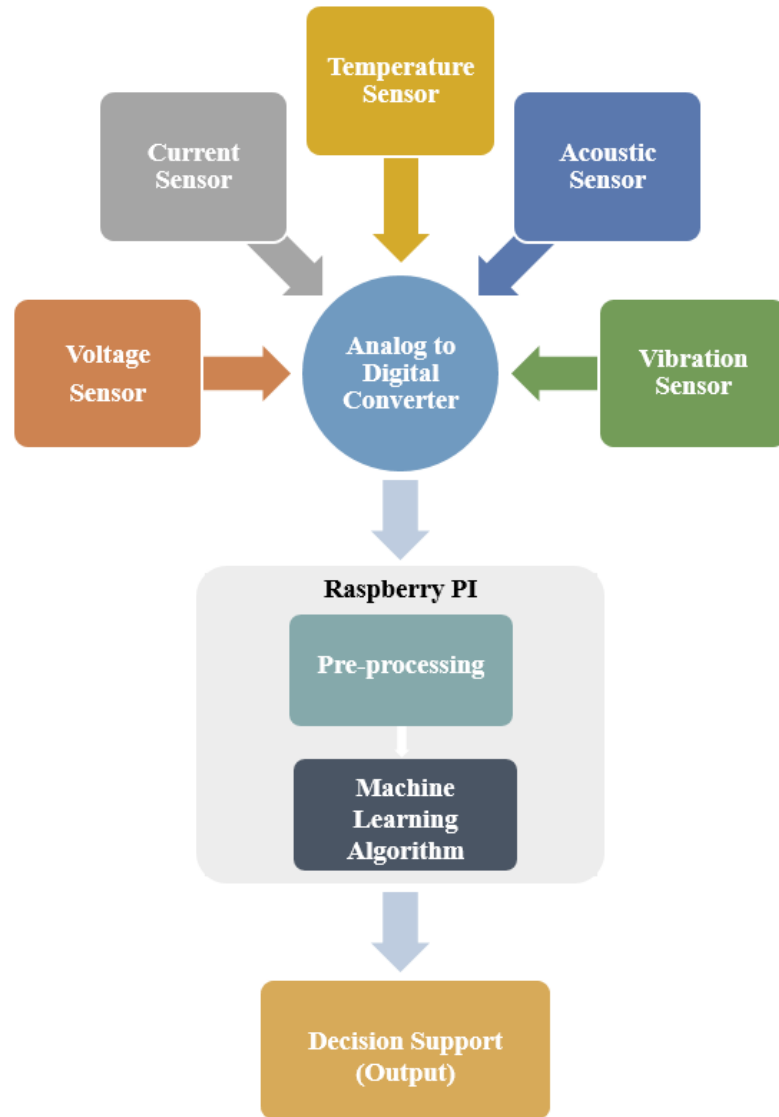 Temperature
Sensor
Current
Sensor
Acoustic
Sensor
Voltage
Sensor
Analog to
Digital
Converter
Vibration
Sensor
Raspberry PI
Pre-processing
Machine
Learning
Algorithm
Decision Support
(Output)